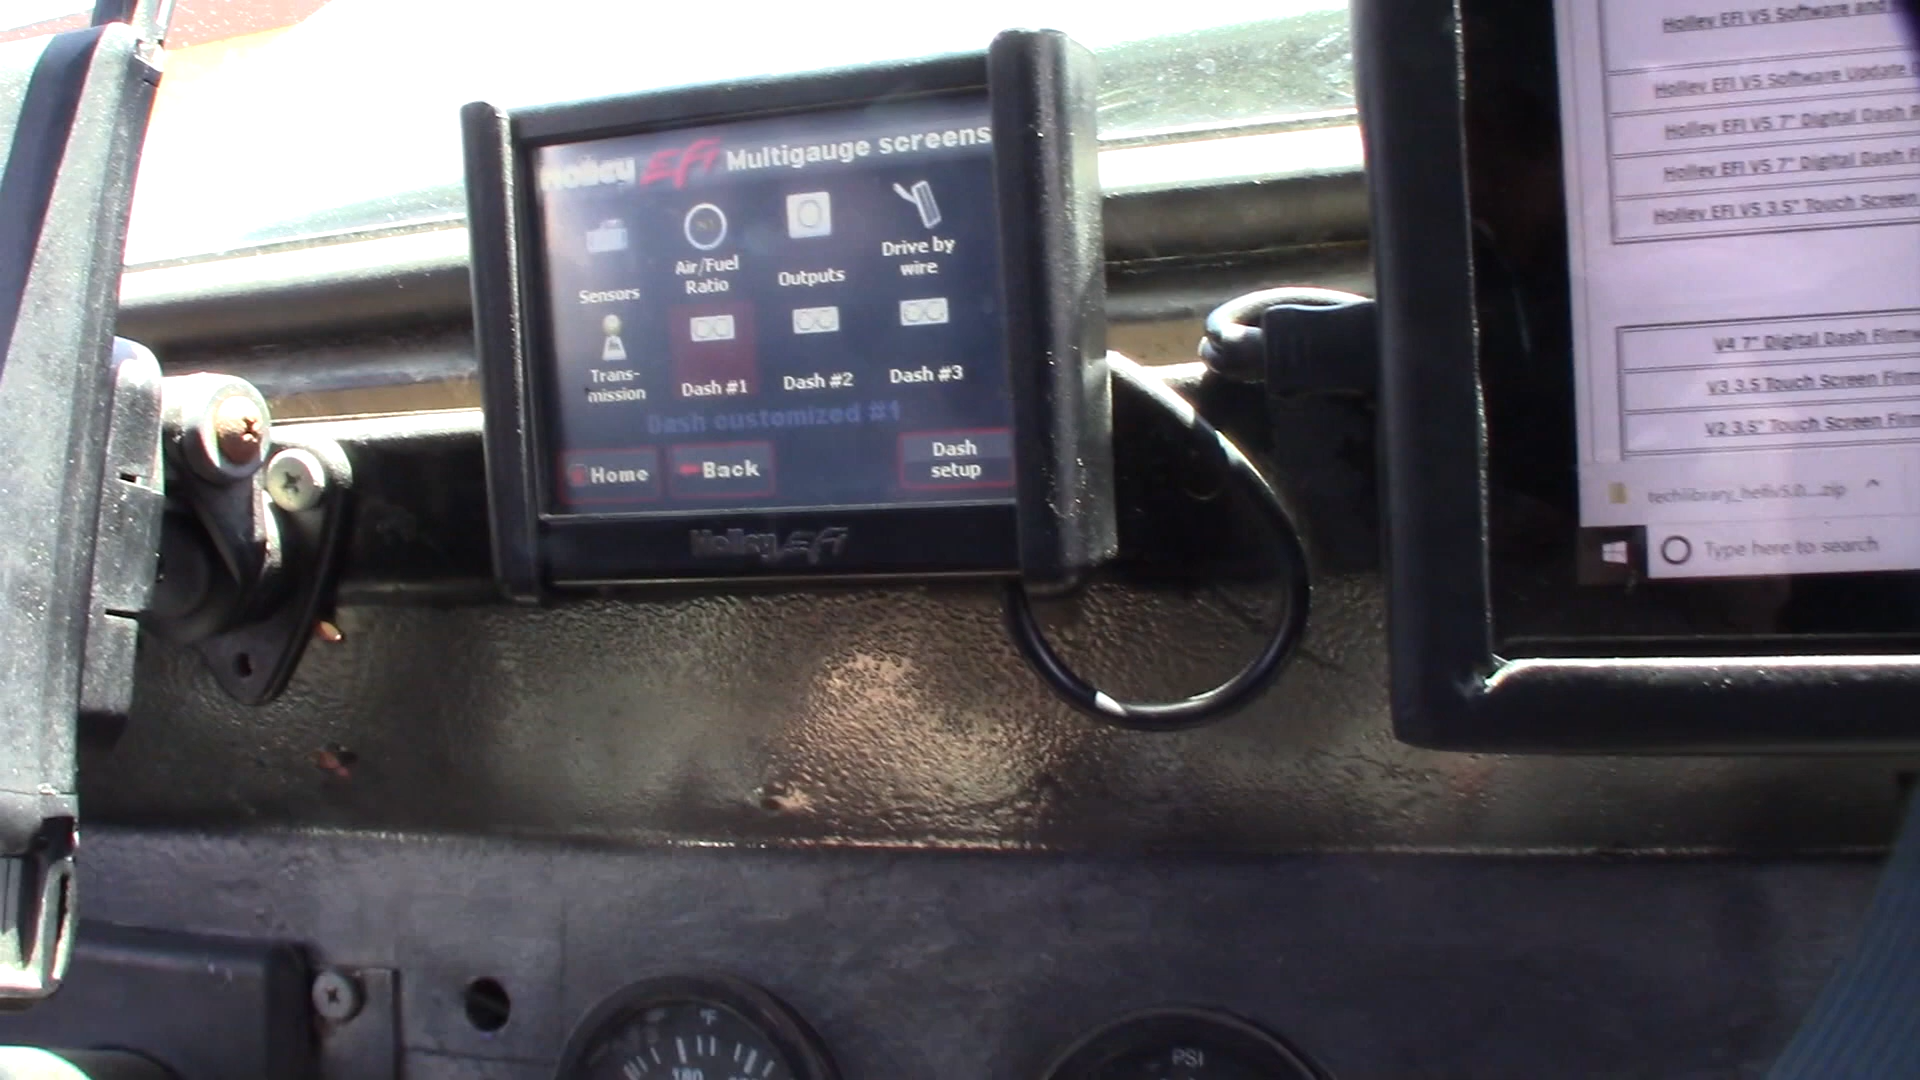 Holley EFI Multigauge screens
Sensors
Air/Fuel
Ratio
Outputs
Drive by
wire
Trans-
mission
Dash #1
Dash #2
Dash #3
Dash customized #1
Home
Back
Dash
setup
Holley EFI
Holley EFI V5 Software and
Holley EFI V5 Software Update
Holley EFI V5 7" Digital Dash
Holley EFI V5 7" Digital Dash
Holley EFI V5 3.5" Touch Screen
V4 7" Digital Dash Firmw
V3 3.5 Touch Screen Firm
V2 3.5" Touch Screen Firm
techlibrary_hefiv5.0....zip
Type here to search
°F
180
PSI